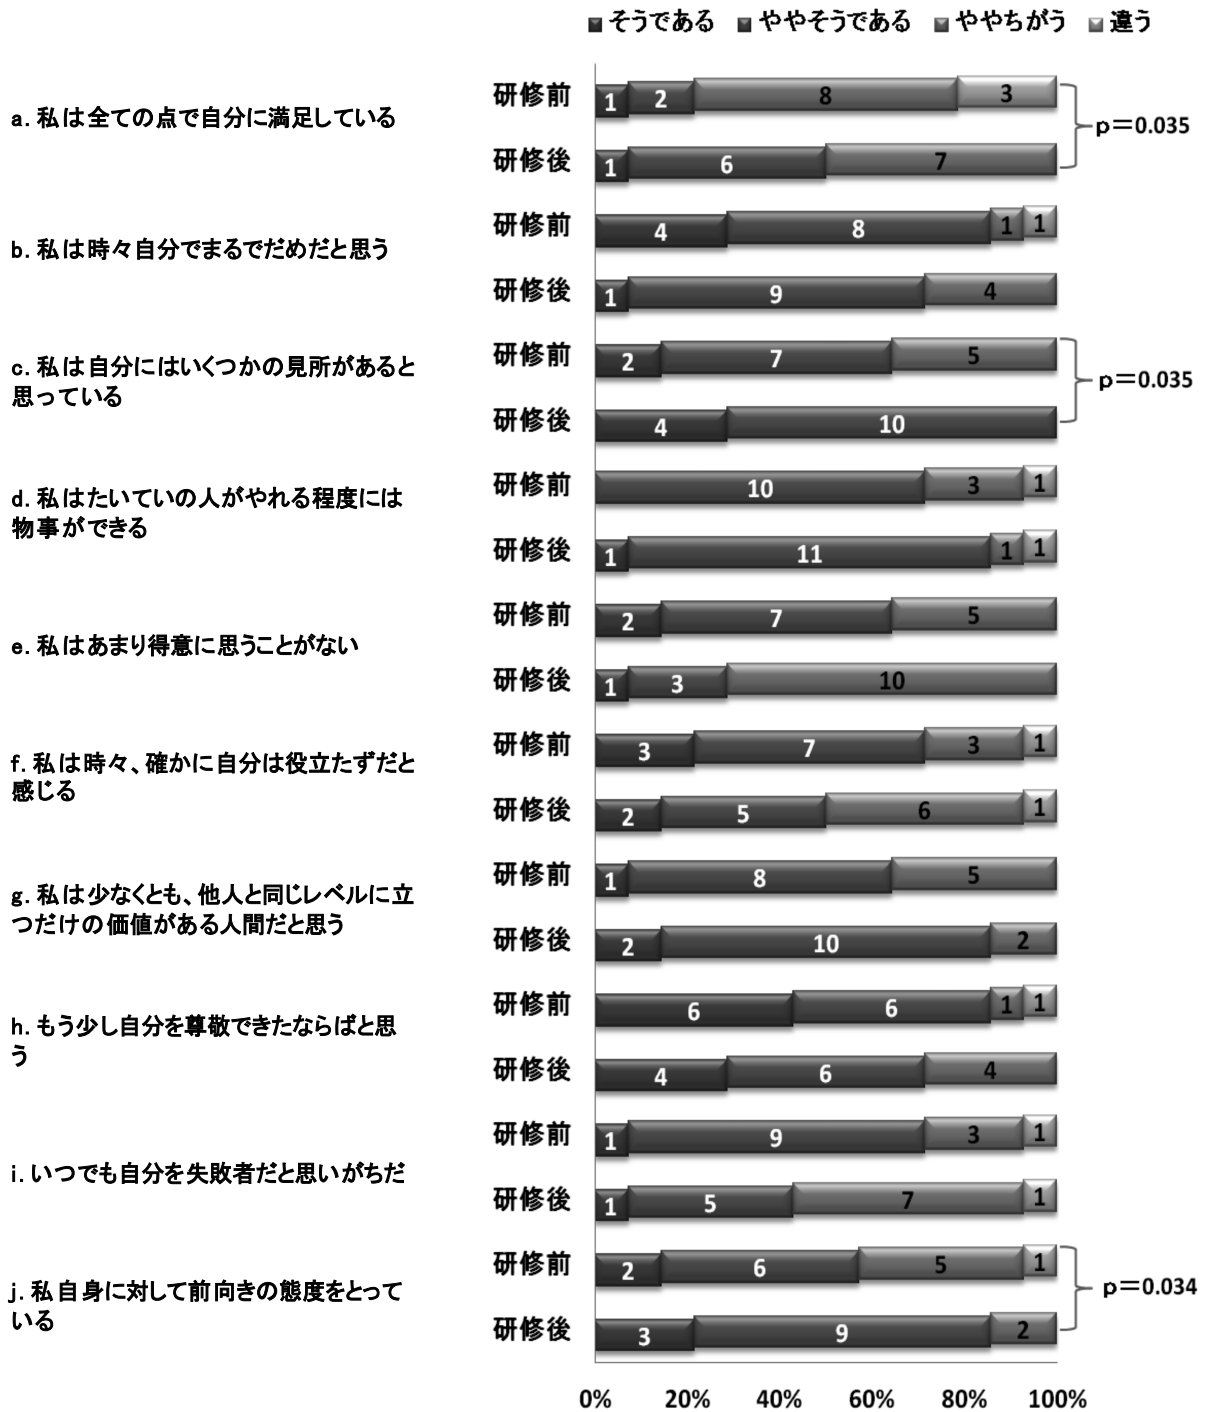 そうである ややそうである ややちがう 違う
a. 私は全ての点で自分に満足している
研修前 1 2 8 3
研修後 1 6 7
p＝0.035
b. 私は時々自分でまるでだめだと思う
研修前 4 8 1 1
研修後 1 9 4
c. 私は自分にはいくつかの見所があると
思っている
研修前 2 7 5
研修後 4 10
p＝0.035
d. 私はたいていの人がやれる程度には
物事ができる
研修前 10 3 1
研修後 1 11 1 1
e. 私はあまり得意に思うことがない
研修前 2 7 5
研修後 1 3 10
f. 私は時々、確かに自分は役立たずだと
感じる
研修前 3 7 3 1
研修後 2 5 6 1
g. 私は少なくとも、他人と同じレベルに立
つだけの価値がある人間だと思う
研修前 1 8 5
研修後 2 10 2
h. もう少し自分を尊敬できたならばと思
う
研修前 6 6 1 1
研修後 4 6 4
i. いつでも自分を失敗者だと思いがちだ
研修前 1 9 3 1
研修後 1 5 7 1
j. 私自身に対して前向きの態度をとって
いる
研修前 2 6 5 1
研修後 3 9 2
p＝0.034
0% 20% 40% 60% 80% 100%